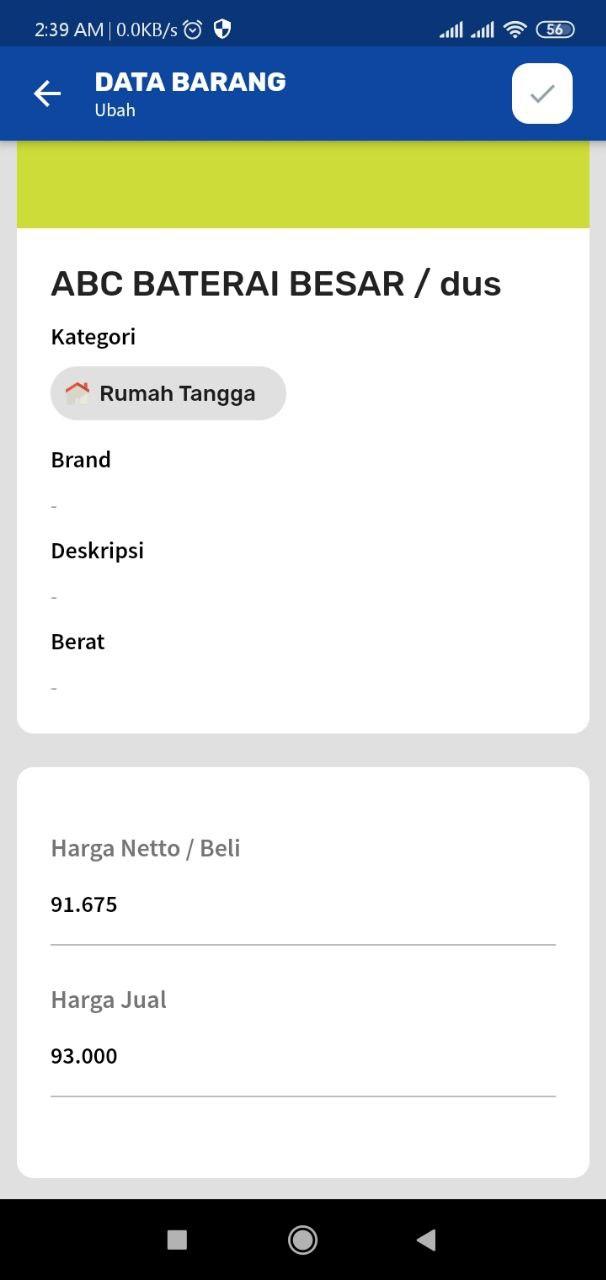 2:39 AM | 0.0KB/s 56
DATA BARANG
Ubah
ABC BATERAI BESAR / dus
Kategori
Rumah Tangga
Brand
-
Deskripsi
-
Berat
-
Harga Netto / Beli
91.675
Harga Jual
93.000